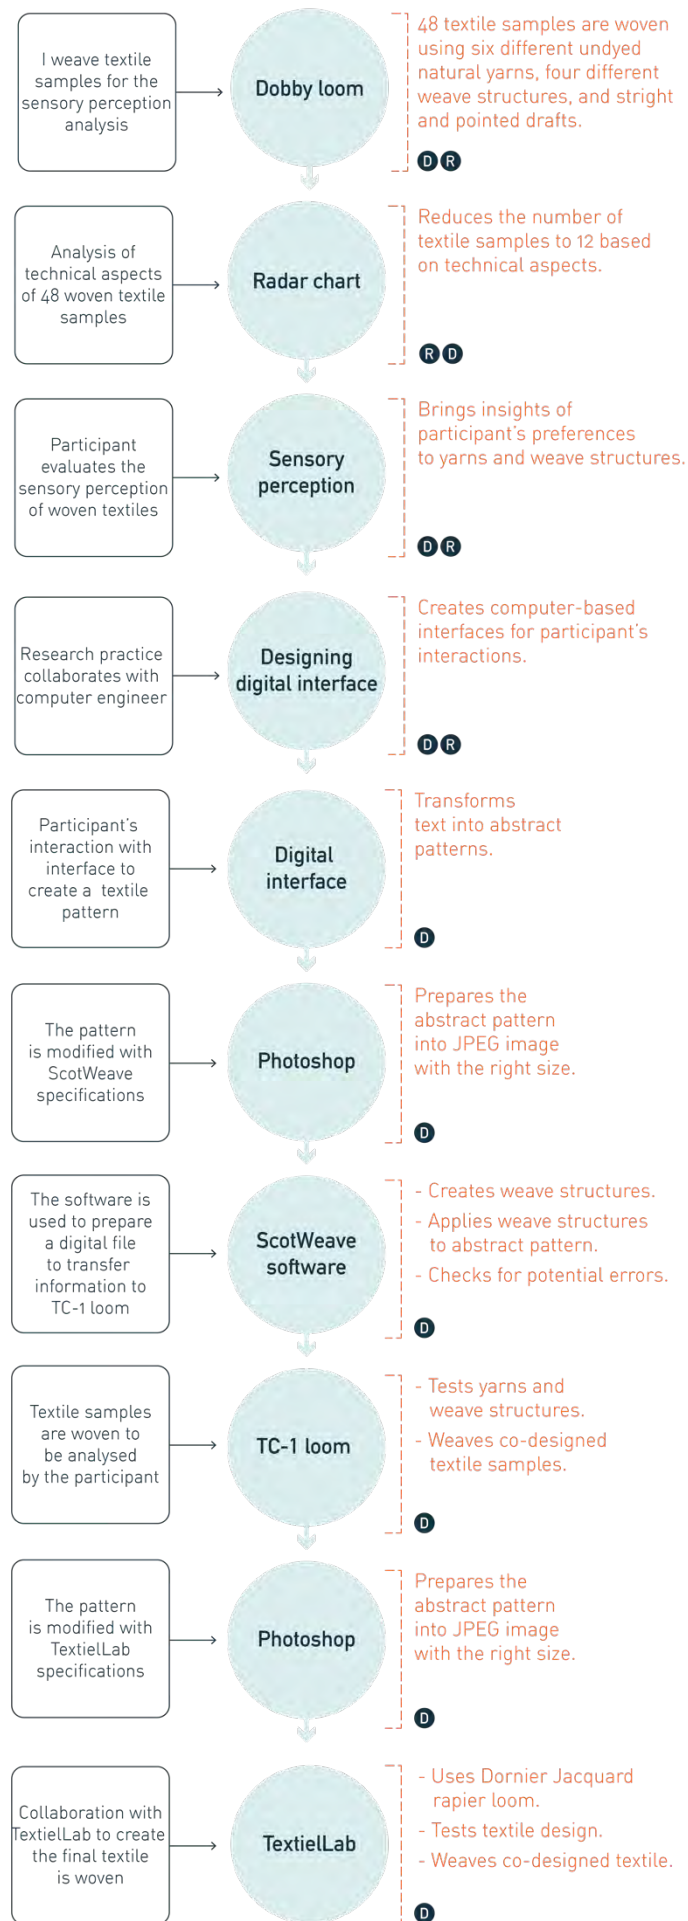 I weave textile
samples for the
sensory perception
analysis
Dobby loom
48 textile samples are woven
using six different undyed
natural yarns, four different
weave structures, and stright
and pointed drafts.
D R
Analysis of
technical aspects
of 48 woven textile
samples
Radar chart
Reduces the number of
textile samples to 12 based
on technical aspects.
R D
Participant
evaluates the
sensory perception
of woven textiles
Sensory
perception
Brings insights of
participant's preferences
to yarns and weave structures.
D R
Research practice
collaborates with
computer engineer
Designing
digital interface
Creates computer-based
interfaces for participant's
interactions.
D R
Participant's
interaction with
interface to
create a textile
pattern
Digital
interface
Transforms
text into abstract
patterns.
D
The pattern
is modified with
ScotWeave
specifications
Photoshop
Prepares the
abstract pattern
into JPEG image
with the right size.
D
The software is
used to prepare
a digital file
to transfer
information to
TC-1 loom
ScotWeave
software
- Creates weave structures.
- Applies weave structures
to abstract pattern.
- Checks for potential errors.
D
Textile samples
are woven to
be analysed
by the participant
TC-1 loom
- Tests yarns and
weave structures.
- Weaves co-designed
textile samples.
D
The pattern
is modified with
TextielLab
specifications
Photoshop
Prepares the
abstract pattern
into JPEG image
with the right size.
D
Collaboration with
TextielLab to create
the final textile
is woven
TextielLab
- Uses Dornier Jacquard
rapier loom.
- Tests textile design.
- Weaves co-designed textile.
D